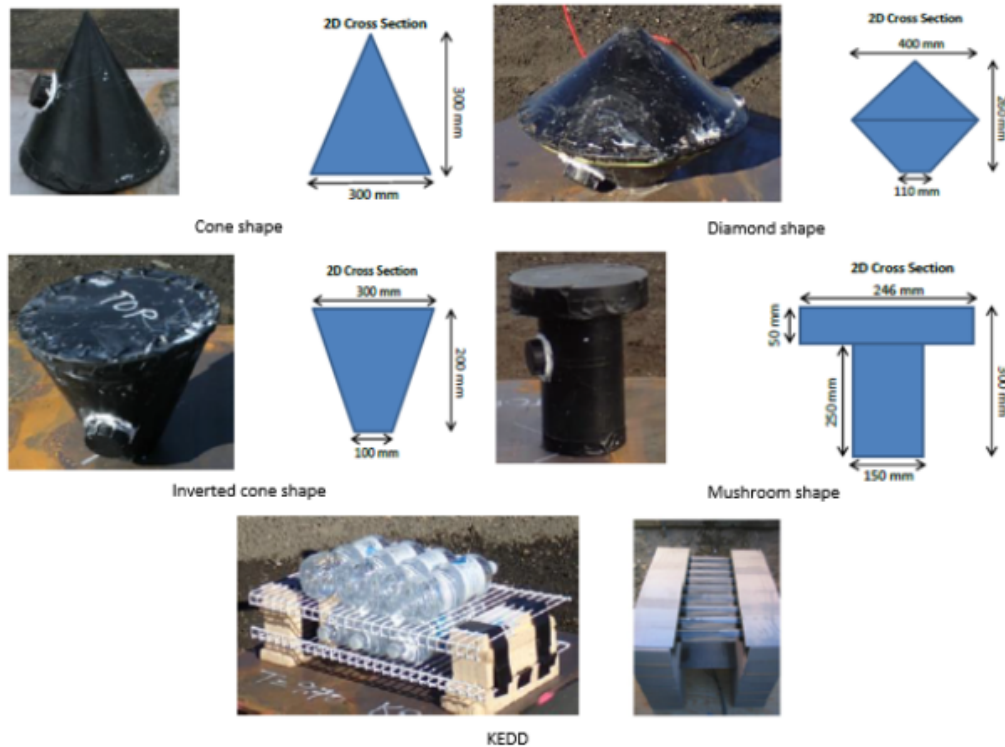 2D Cross Section
300 mm
300 mm
Cone shape
2D Cross Section
400 mm
260 mm
110 mm
Diamond shape
TOP
2D Cross Section
300 mm
200 mm
100 mm
Inverted cone shape
2D Cross Section
246 mm
50 mm
250 mm
300 mm
150 mm
Mushroom shape
KEDD